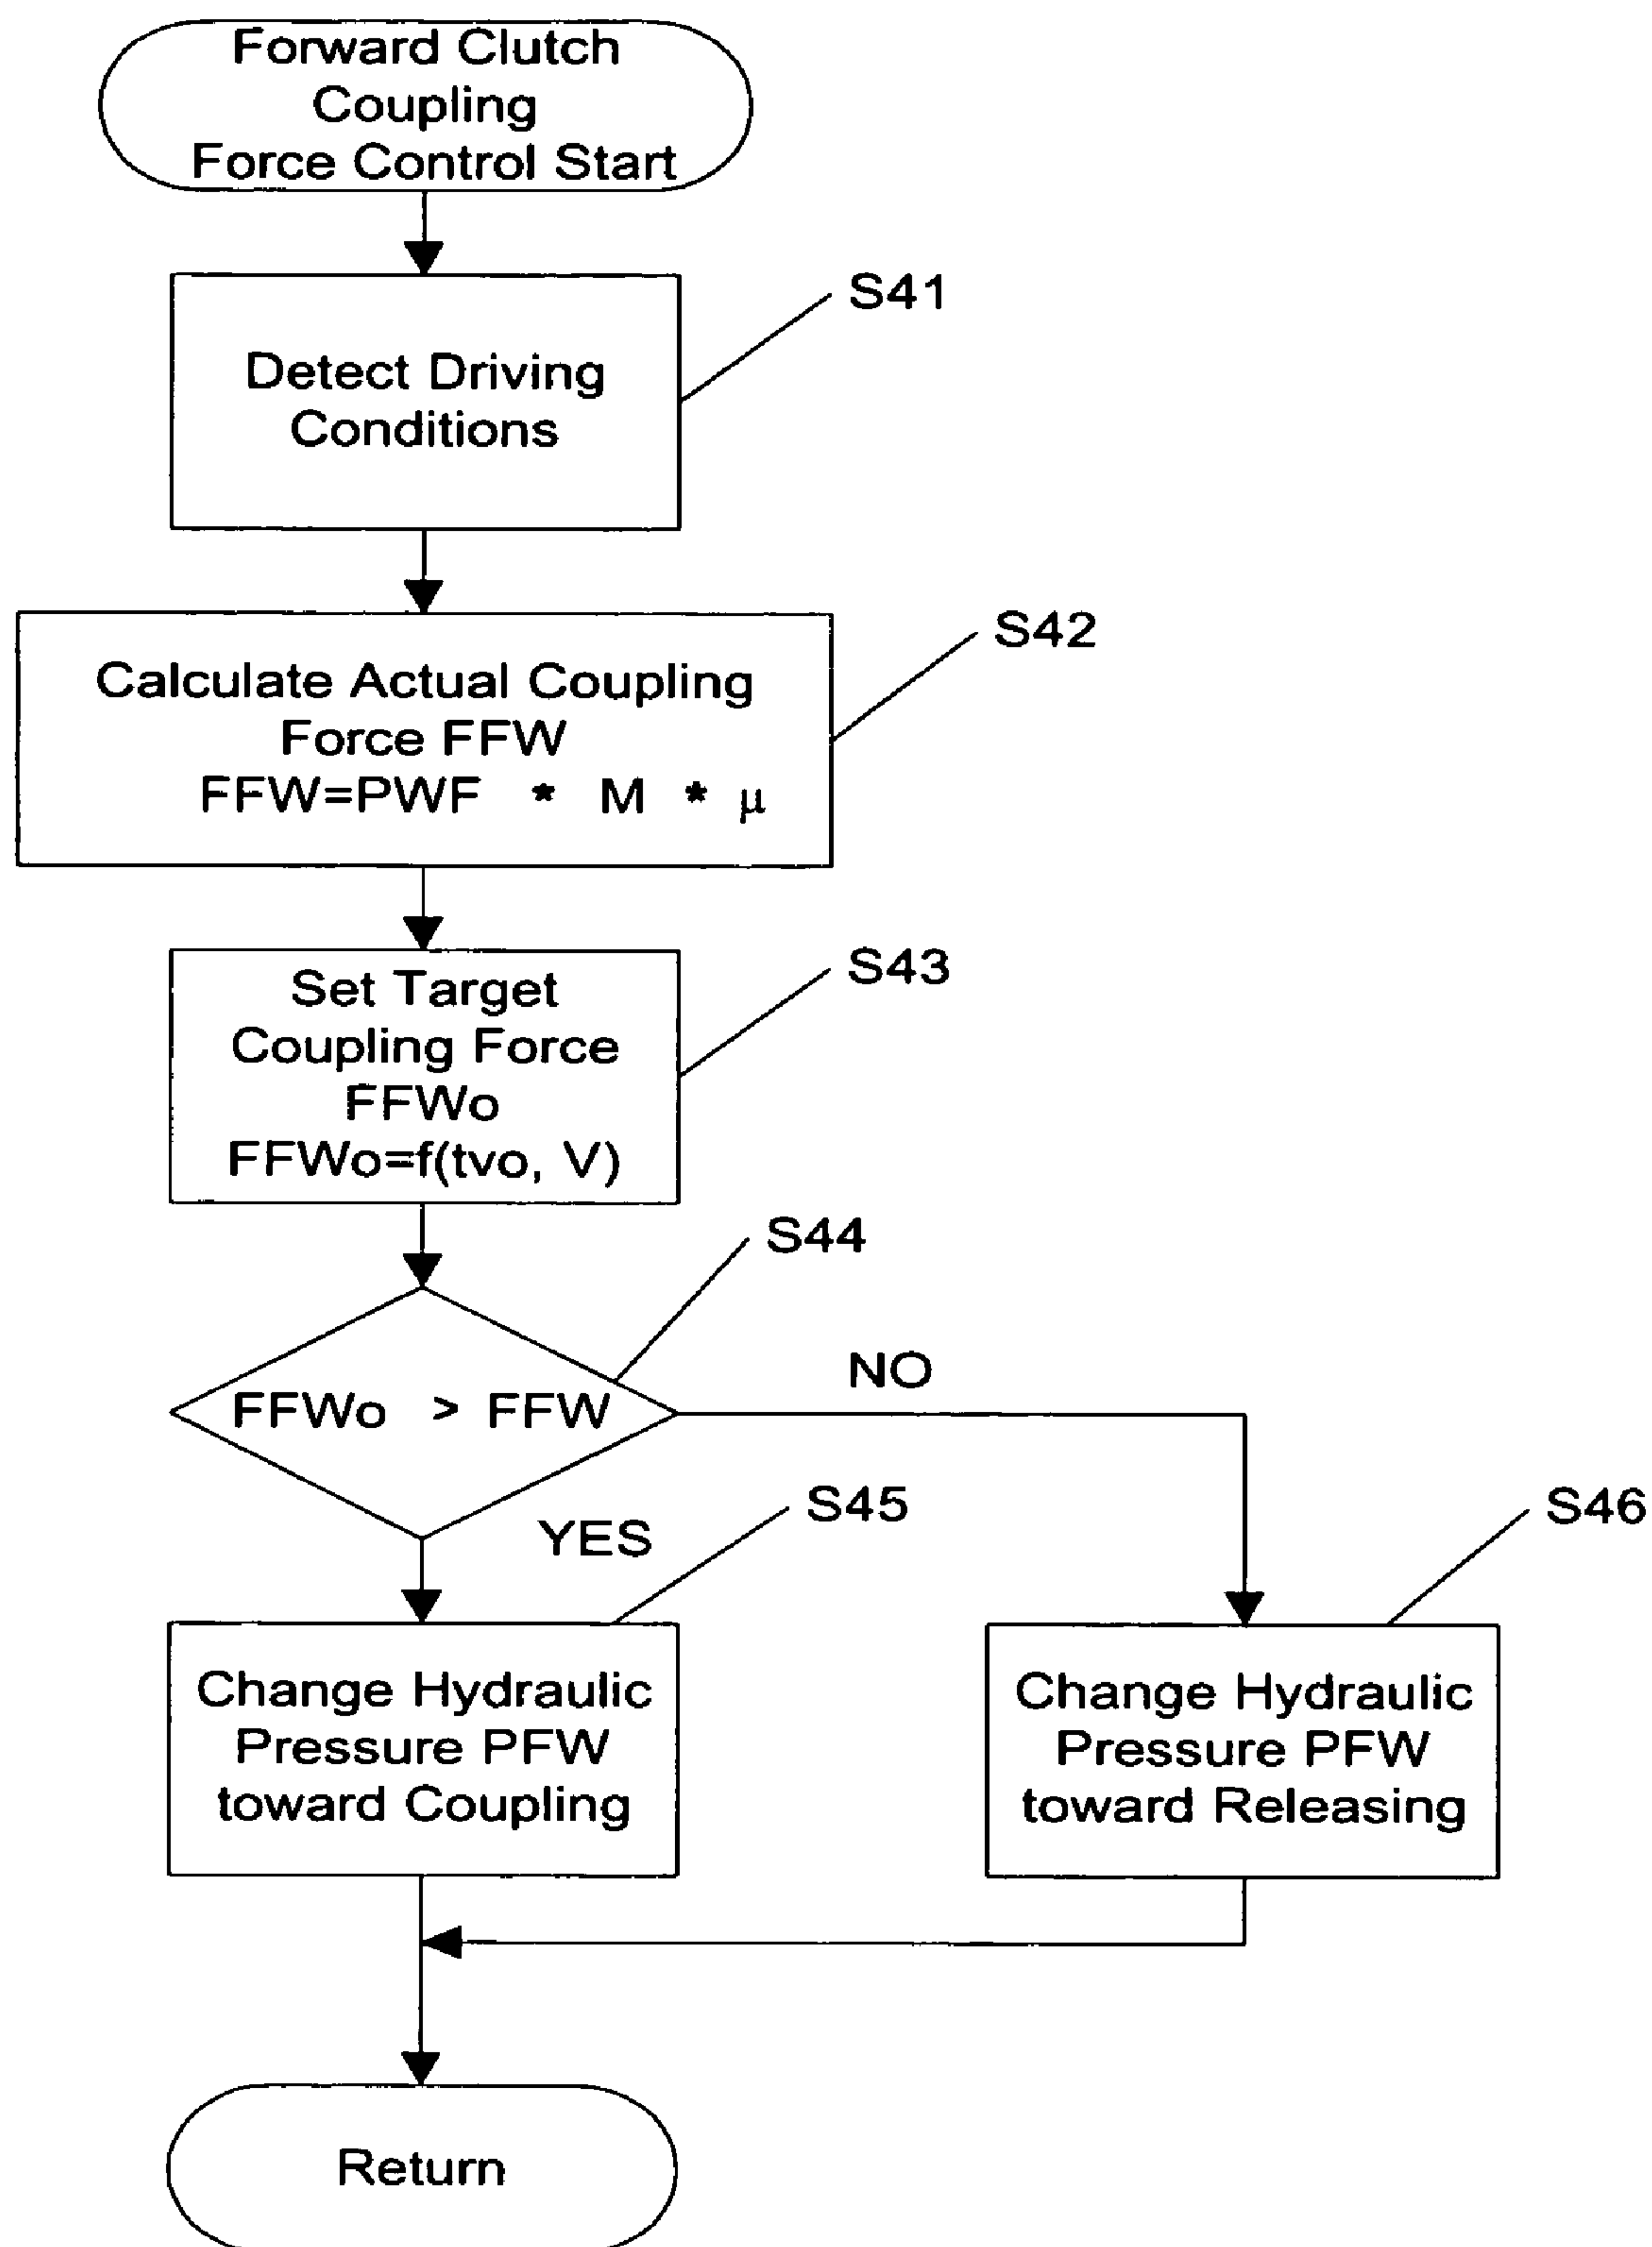 Forward Clutch
Coupling
Force Control Start
S41
Detect Driving
Conditions
S42
Calculate Actual Coupling
Force FFW
FFW=PWF * M * μ
S43
Set Target
Coupling Force
FFWo
FFWo=f(tvo, V)
S44
FFWo > FFW
NO
YES
S45
Change Hydraulic
Pressure PFW
toward Coupling
S46
Change Hydraulic
Pressure PFW
toward Releasing
Return